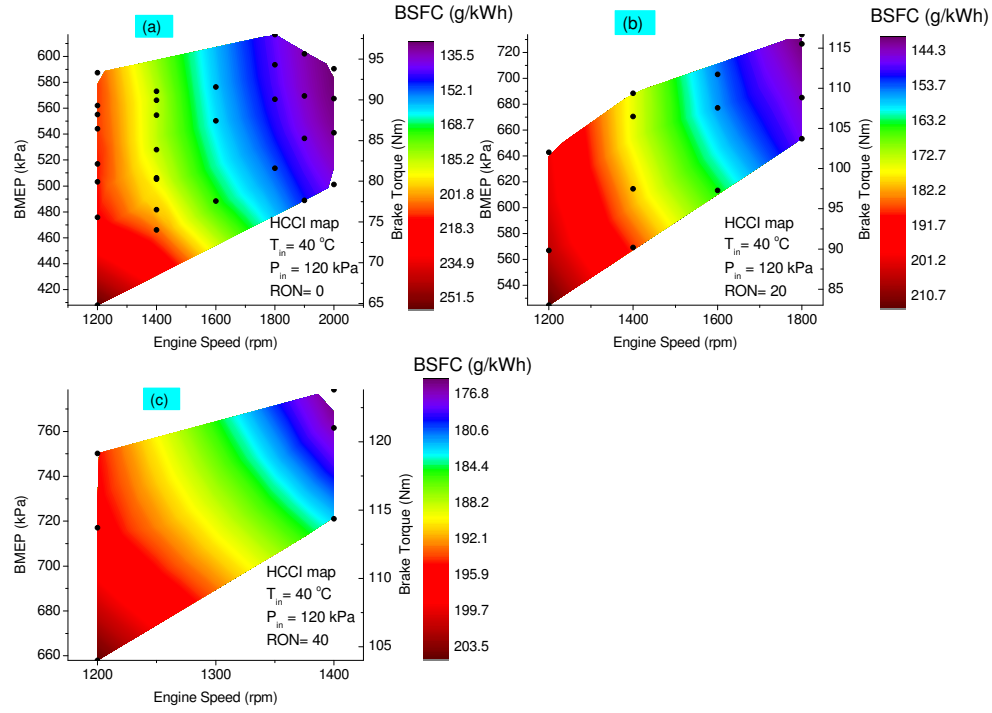 BSFC (g/kWh)
(a)
600
580
560
540
520
500
480
460
440
420
BMEP (kPa)
95
90
85
80
75
70
65
Brake Torque (Nm)
135.5
152.1
168.7
185.2
201.8
218.3
234.9
251.5
HCCI map
T_in= 40 °C
P_in = 120 kPa
RON= 0
1200
1400
1600
1800
2000
Engine Speed (rpm)
BSFC (g/kWh)
(b)
720
700
680
660
640
620
600
580
560
540
BMEP (kPa)
115
110
105
100
95
90
85
Brake Torque (Nm)
144.3
153.7
163.2
172.7
182.2
191.7
201.2
210.7
HCCI map
T_in= 40 °C
P_in = 120 kPa
RON= 20
1200
1400
1600
1800
Engine Speed (rpm)
BSFC (g/kWh)
(c)
760
740
720
700
680
660
BMEP (kPa)
120
115
110
105
Brake Torque (Nm)
176.8
180.6
184.4
188.2
192.1
195.9
199.7
203.5
HCCI map
T_in= 40 °C
P_in = 120 kPa
RON= 40
1200
1300
1400
Engine Speed (rpm)